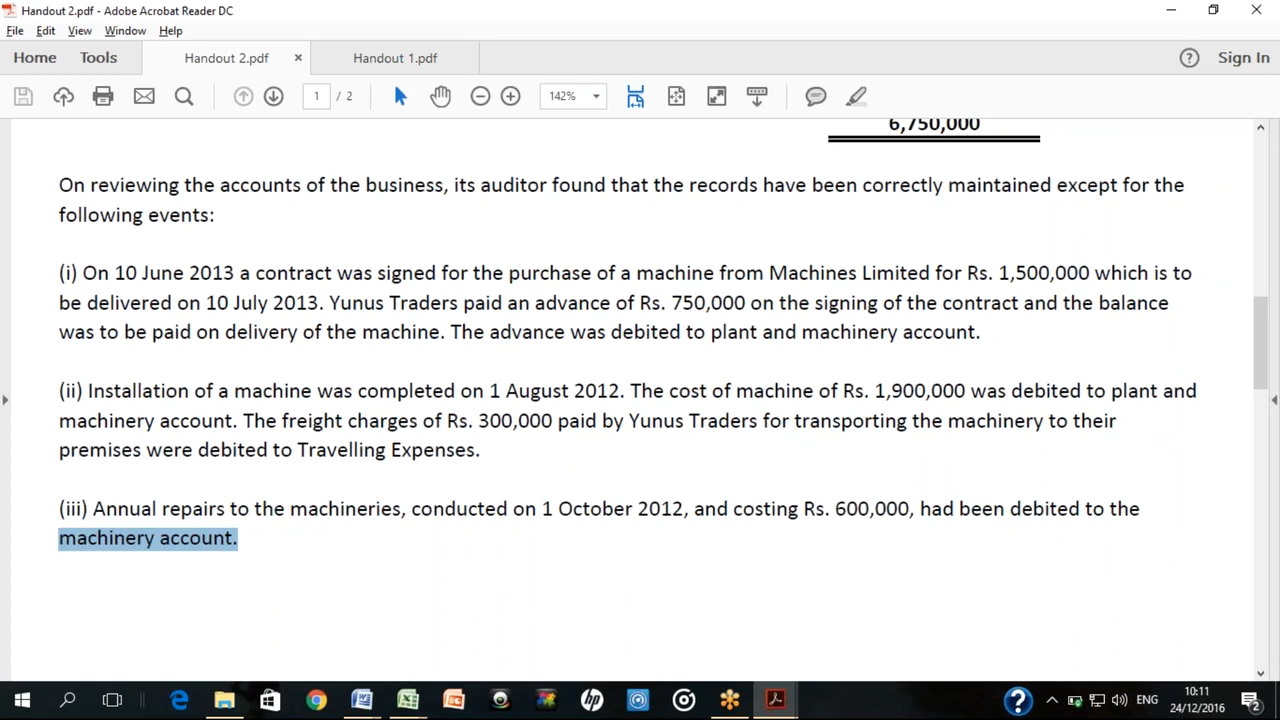 Handout 2.pdf - Adobe Acrobat Reader DC
File Edit View Window Help
Home Tools Handout 2.pdf × Handout 1.pdf Sign In
1 / 2 142%
6,750,000
On reviewing the accounts of the business, its auditor found that the records have been correctly maintained except for the
following events:
(i) On 10 June 2013 a contract was signed for the purchase of a machine from Machines Limited for Rs. 1,500,000 which is to
be delivered on 10 July 2013. Yunus Traders paid an advance of Rs. 750,000 on the signing of the contract and the balance
was to be paid on delivery of the machine. The advance was debited to plant and machinery account.
(ii) Installation of a machine was completed on 1 August 2012. The cost of machine of Rs. 1,900,000 was debited to plant and
machinery account. The freight charges of Rs. 300,000 paid by Yunus Traders for transporting the machinery to their
premises were debited to Travelling Expenses.
(iii) Annual repairs to the machineries, conducted on 1 October 2012, and costing Rs. 600,000, had been debited to the
machinery account.
ENG
10:11
24/12/2016
2